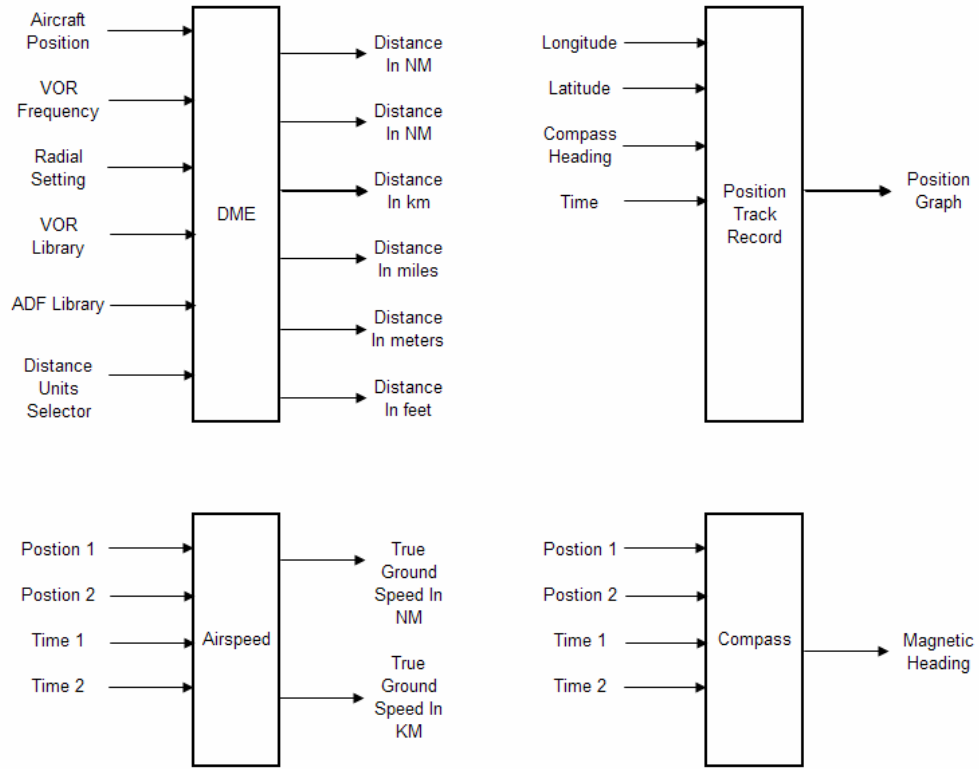 Aircraft
Position
VOR
Frequency
Radial
Setting
VOR
Library
ADF Library
Distance
Units
Selector
DME
Distance
In NM
Distance
In NM
Distance
In km
Distance
In miles
Distance
In meters
Distance
In feet
Longitude
Latitude
Compass
Heading
Time
Position
Track
Record
Position
Graph
Postion 1
Postion 2
Time 1
Time 2
Airspeed
True
Ground
Speed In
NM
True
Ground
Speed In
KM
Postion 1
Postion 2
Time 1
Time 2
Compass
Magnetic
Heading